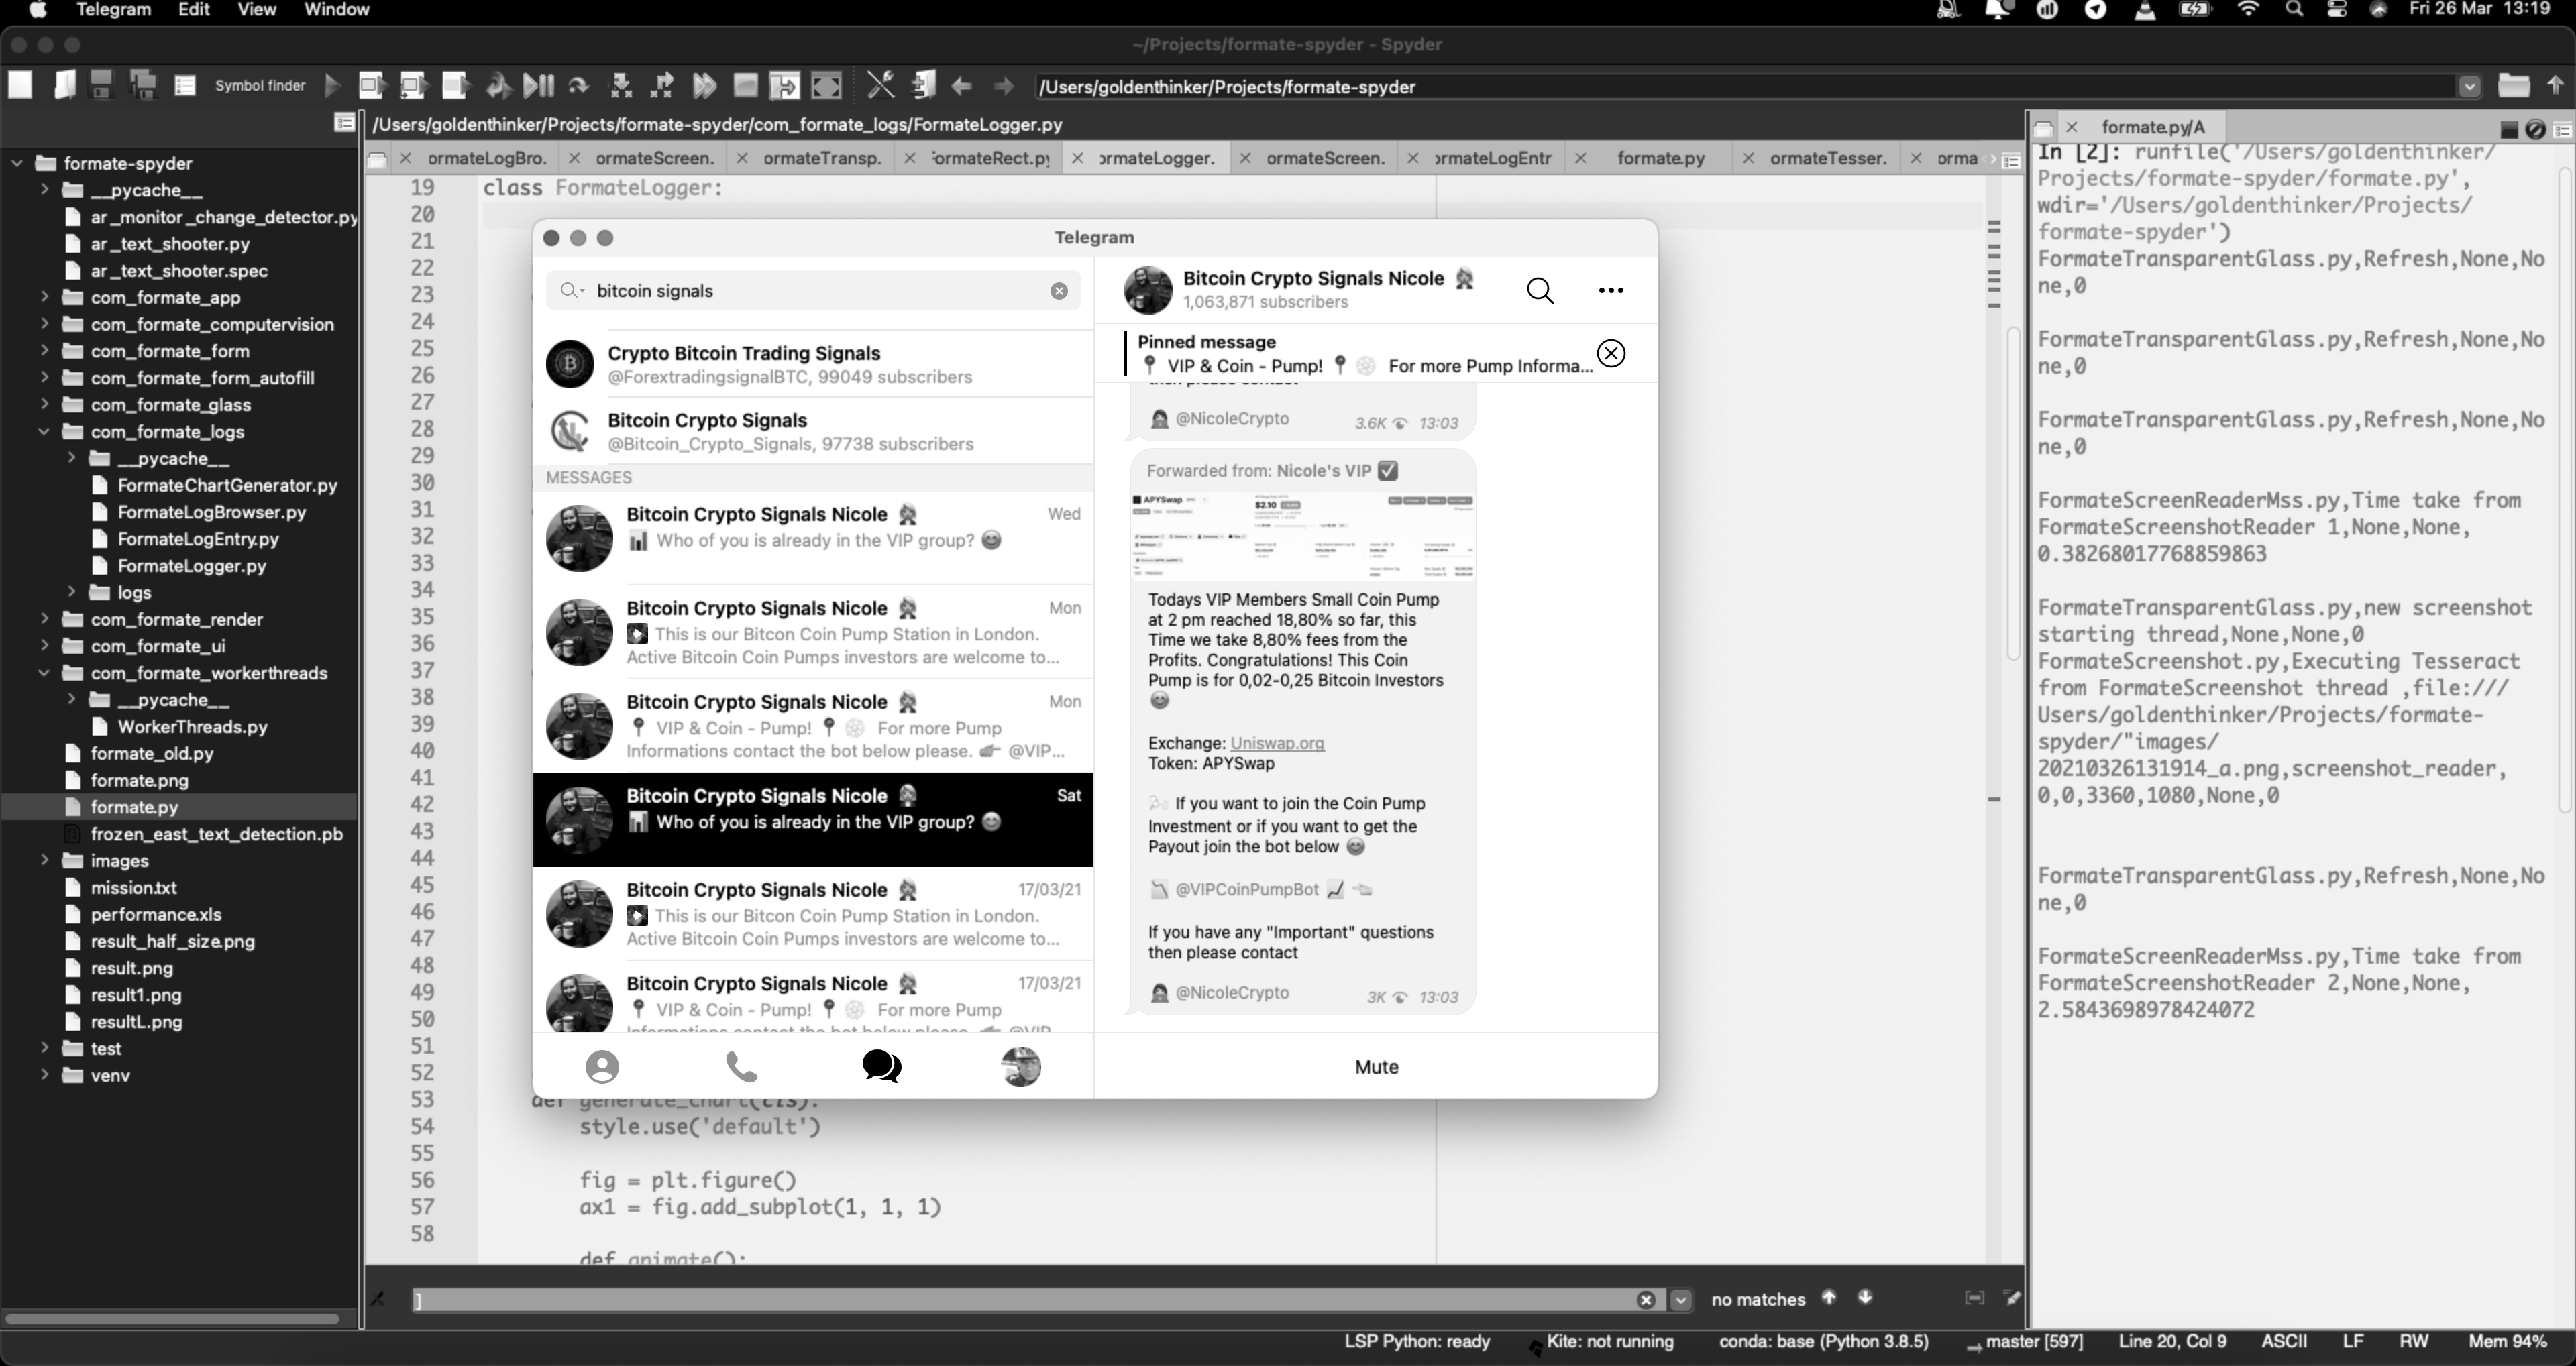 Telegram Edit View Window Fri 26 Mar 13:19
~/Projects/formate-spyder - Spyder
Symbol finder /Users/goldenthinker/Projects/formate-spyder
formate-spyder
__pycache__
ar_monitor_change_detector.py
ar_text_shooter.py
ar_text_shooter.spec
com_formate_app
com_formate_computervision
com_formate_form
com_formate_form_autofill
com_formate_glass
com_formate_logs
__pycache__
FormateChartGenerator.py
FormateLogBrowser.py
FormateLogEntry.py
FormateLogger.py
logs
com_formate_render
com_formate_ui
com_formate_workerthreads
__pycache__
WorkerThreads.py
formate_old.py
formate.png
formate.py
frozen_east_text_detection.pb
images
mission.txt
performance.xls
result_half_size.png
result.png
result1.png
resultL.png
test
venv
/Users/goldenthinker/Projects/formate-spyder/com_formate_logs/FormateLogger.py
ormateLogBro. ormateScreen. ormateTransp. ormateRect.py ormateLogger. ormateScreen. ormateLogEntr formate.py ormateTesser. orma
19 class FormateLogger:
20
21
22
23
24
25
26
27
28
29
30
31
32
33
34
35
36
37
38
39
40
41
42
43
44
45
46
47
48
49
50
51
52
53 def generate_chart(cls):
54 style.use('default')
55
56 fig = plt.figure()
57 ax1 = fig.add_subplot(1, 1, 1)
58
def animate():
Telegram
bitcoin signals
Crypto Bitcoin Trading Signals
@ForextradingsignalBTC, 99049 subscribers
Bitcoin Crypto Signals
@Bitcoin_Crypto_Signals, 97738 subscribers
MESSAGES
Bitcoin Crypto Signals Nicole Wed
Who of you is already in the VIP group? 😊
Bitcoin Crypto Signals Nicole Mon
This is our Bitcon Coin Pump Station in London.
Active Bitcoin Coin Pumps investors are welcome to...
Bitcoin Crypto Signals Nicole Mon
VIP & Coin - Pump! For more Pump
Informations contact the bot below please. @VIP...
Bitcoin Crypto Signals Nicole Sat
Who of you is already in the VIP group? 😊
Bitcoin Crypto Signals Nicole 17/03/21
This is our Bitcon Coin Pump Station in London.
Active Bitcoin Coin Pumps investors are welcome to...
Bitcoin Crypto Signals Nicole 17/03/21
VIP & Coin - Pump! For more Pump
Informations contact the bot below please. @VIP
Bitcoin Crypto Signals Nicole
1,063,871 subscribers
Pinned message
VIP & Coin - Pump! For more Pump Informa...
then please contact
@NicoleCrypto 3.6K 13:03
Forwarded from: Nicole's VIP
APYSwap
$2.10
Todays VIP Members Small Coin Pump
at 2 pm reached 18,80% so far, this
Time we take 8,80% fees from the
Profits. Congratulations! This Coin
Pump is for 0,02-0,25 Bitcoin Investors
😊
Exchange: Uniswap.org
Token: APYSwap
If you want to join the Coin Pump
Investment or if you want to get the
Payout join the bot below 😊
@VIPCoinPumpBot
If you have any "Important" questions
then please contact
@NicoleCrypto 3K 13:03
Mute
formate.py/A
In [2]: runfile('/Users/goldenthinker/
Projects/formate-spyder/formate.py',
wdir='/Users/goldenthinker/Projects/
formate-spyder')
FormateTransparentGlass.py,Refresh,None,No
ne,0
FormateTransparentGlass.py,Refresh,None,No
ne,0
FormateTransparentGlass.py,Refresh,None,No
ne,0
FormateScreenReaderMss.py,Time take from
FormateScreenshotReader 1,None,None,
0.38268017768859863
FormateTransparentGlass.py,new screenshot
starting thread,None,None,0
FormateScreenshot.py,Executing Tesseract
from FormateScreenshot thread ,file:///
Users/goldenthinker/Projects/formate-
spyder/"images/
20210326131914_a.png,screenshot_reader,
0,0,3360,1080,None,0
FormateTransparentGlass.py,Refresh,None,No
ne,0
FormateScreenReaderMss.py,Time take from
FormateScreenshotReader 2,None,None,
2.5843698978424072
] no matches
LSP Python: ready Kite: not running conda: base (Python 3.8.5) master [597] Line 20, Col 9 ASCII LF RW Mem 94%